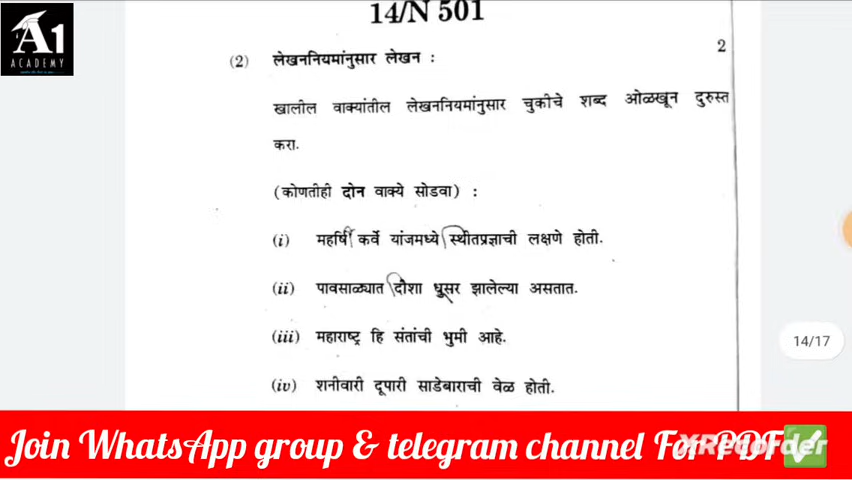 14/N 501
A1
ACADEMY
(2) लेखननियमांनुसार लेखन : 2
खालील वाक्यांतील लेखननियमांनुसार चुकीचे शब्द ओळखून दुरुस्त
करा.
(कोणतीही दोन वाक्ये सोडवा) :
(i) महर्षि कर्वे यांजमध्ये स्थीतप्रज्ञाची लक्षणे होती.
(ii) पावसाळ्यात दीशा धुसर झालेल्या असतात.
(iii) महाराष्ट्र हि संतांची भुमी आहे.
14/17
(iv) शनीवारी दूपारी साडेबाराची वेळ होती.
Join WhatsApp group & telegram channel For PDF ✅
XRecorder